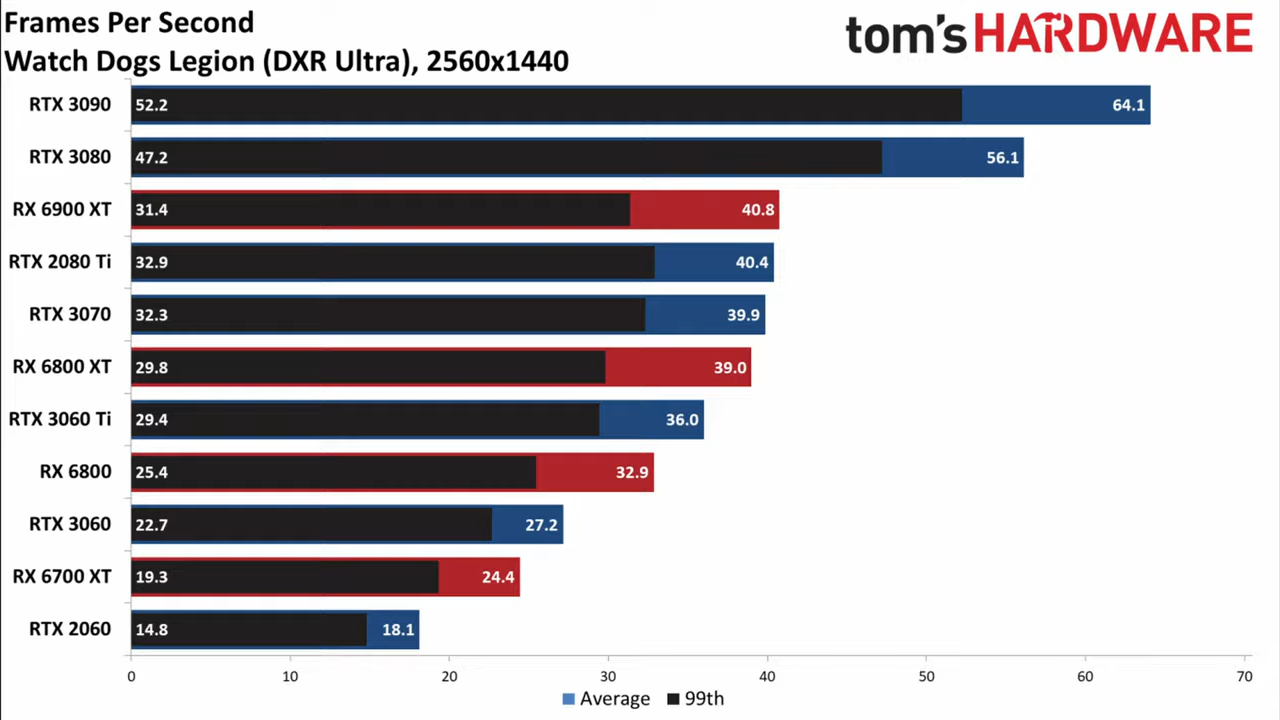 Frames Per Second
Watch Dogs Legion (DXR Ultra), 2560x1440
tom's HARDWARE
RTX 3090 52.2 64.1
RTX 3080 47.2 56.1
RX 6900 XT 31.4 40.8
RTX 2080 Ti 32.9 40.4
RTX 3070 32.3 39.9
RX 6800 XT 29.8 39.0
RTX 3060 Ti 29.4 36.0
RX 6800 25.4 32.9
RTX 3060 22.7 27.2
RX 6700 XT 19.3 24.4
RTX 2060 14.8 18.1
0 10 20 30 40 50 60 70
Average 99th